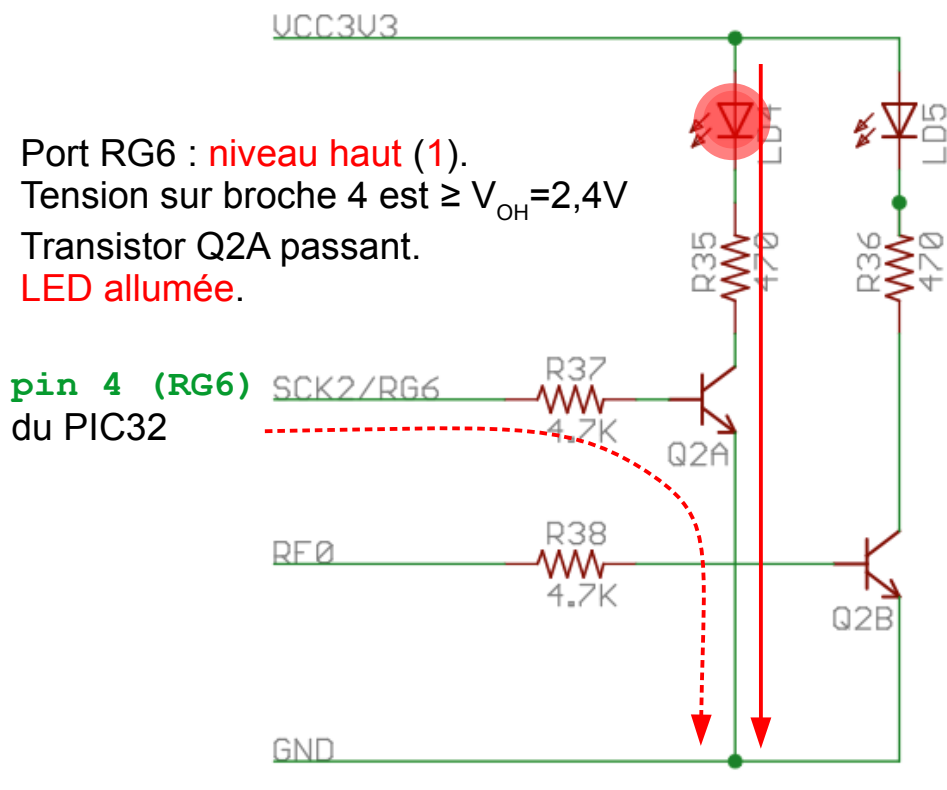 VCC3V3
Port RG6 : niveau haut (1).
Tension sur broche 4 est ≥ VOH=2,4V
Transistor Q2A passant.
LED allumée.
LD4
LD5
R35
470
R36
470
pin 4 (RG6)
du PIC32
SCK2/RG6
R37
4.7K
Q2A
RF0
R38
4.7K
Q2B
GND